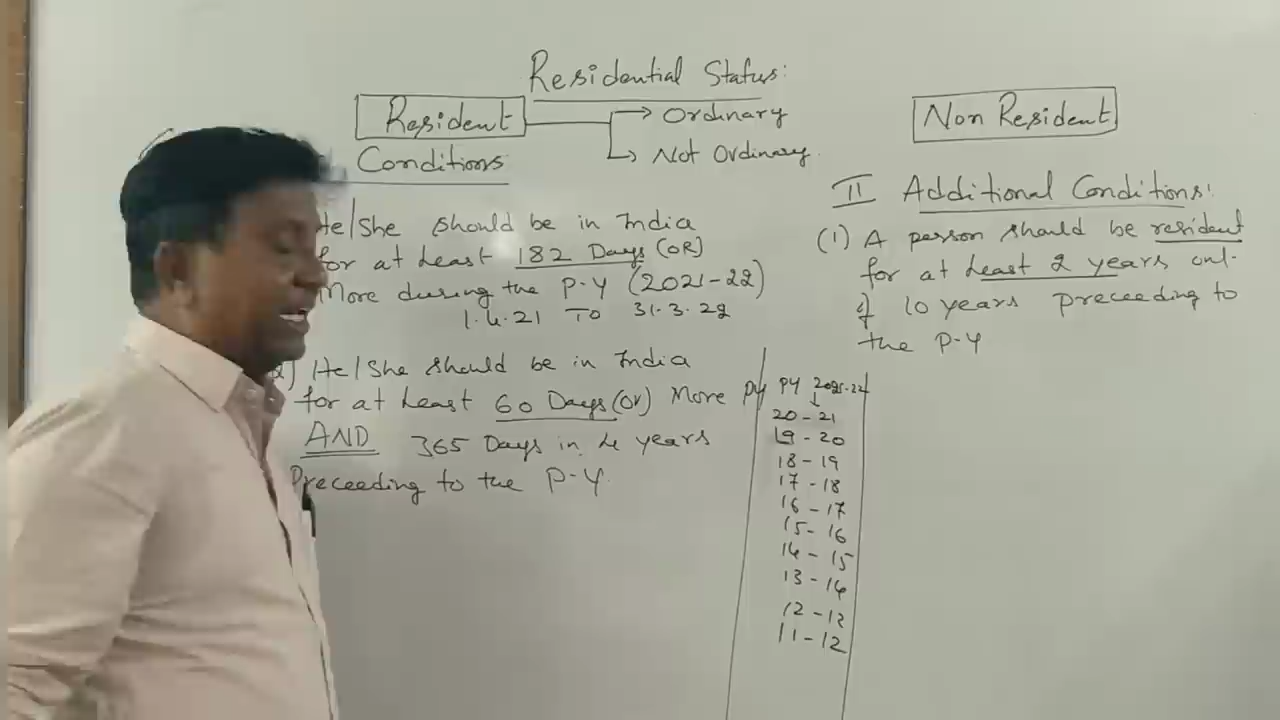 Residential Status:
Resident
Ordinary
Not Ordinary.
Non Resident
Conditions
He/She should be in India
for at Least 182 Days (OR)
More during the P-Y (2021-22)
1.4.21 TO 31.3.22
2) He/She should be in India
for at Least 60 Days (or) More PY
AND 365 Days in 4 years
Preceeding to the P-Y.
PY 2021-22
20-21
19-20
18-19
17-18
16-17
15-16
14-15
13-14
12-13
11-12
II Additional Conditions:
(1) A person should be resident
for at Least 2 years out-
of 10 years preceeding to
the P-Y